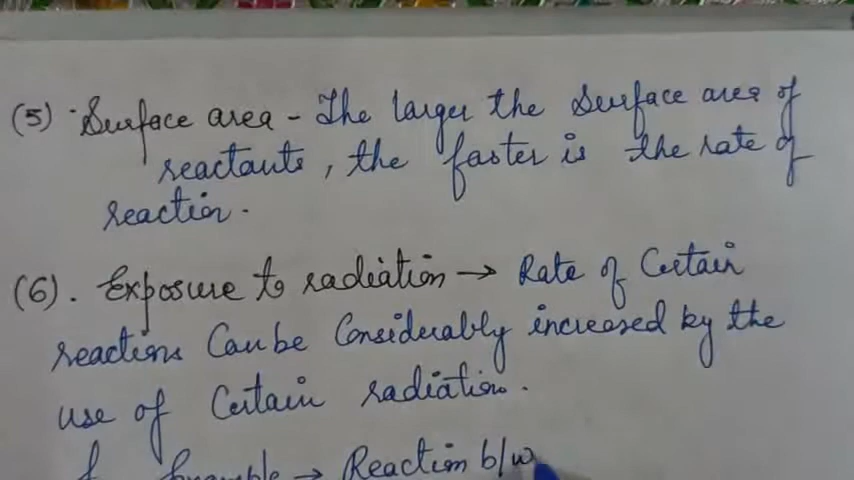 (5) Surface area - The larger the surface area of
reactants, the faster is the rate of
reaction.
(6). Exposure to radiation → Rate of Certain
reactions Can be Considerably increased by the
use of Certain radiation.
Example → Reaction b/w